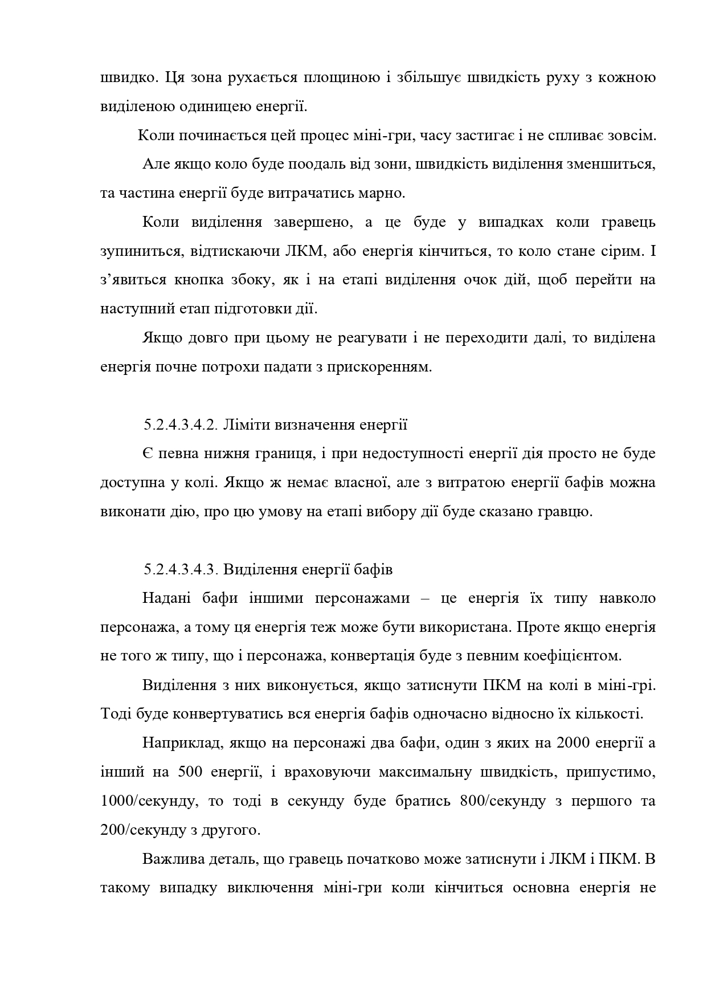 швидко. Ця зона рухається площиною і збільшує швидкість руху з кожною
виділеною одиницею енергії.
Коли починається цей процес міні-гри, часу застигає і не спливає зовсім.
Але якщо коло буде поодаль від зони, швидкість виділення зменшиться,
та частина енергії буде витрачатись марно.
Коли виділення завершено, а це буде у випадках коли гравець
зупиниться, відтискаючи ЛКМ, або енергія кінчиться, то коло стане сірим. І
з’явиться кнопка збоку, як і на етапі виділення очок дій, щоб перейти на
наступний етап підготовки дії.
Якщо довго при цьому не реагувати і не переходити далі, то виділена
енергія почне потрохи падати з прискоренням.
5.2.4.3.4.2. Ліміти визначення енергії
Є певна нижня границя, і при недоступності енергії дія просто не буде
доступна у колі. Якщо ж немає власної, але з витратою енергії бафів можна
виконати дію, про цю умову на етапі вибору дії буде сказано гравцю.
5.2.4.3.4.3. Виділення енергії бафів
Надані бафи іншими персонажами – це енергія їх типу навколо
персонажа, а тому ця енергія теж може бути використана. Проте якщо енергія
не того ж типу, що і персонажа, конвертація буде з певним коефіцієнтом.
Виділення з них виконується, якщо затиснути ПКМ на колі в міні-грі.
Тоді буде конвертуватись вся енергія бафів одночасно відносно їх кількості.
Наприклад, якщо на персонажі два бафи, один з яких на 2000 енергії а
інший на 500 енергії, і враховуючи максимальну швидкість, припустимо,
1000/секунду, то тоді в секунду буде братись 800/секунду з першого та
200/секунду з другого.
Важлива деталь, що гравець початково може затиснути і ЛКМ і ПКМ. В
такому випадку виключення міні-гри коли кінчиться основна енергія не